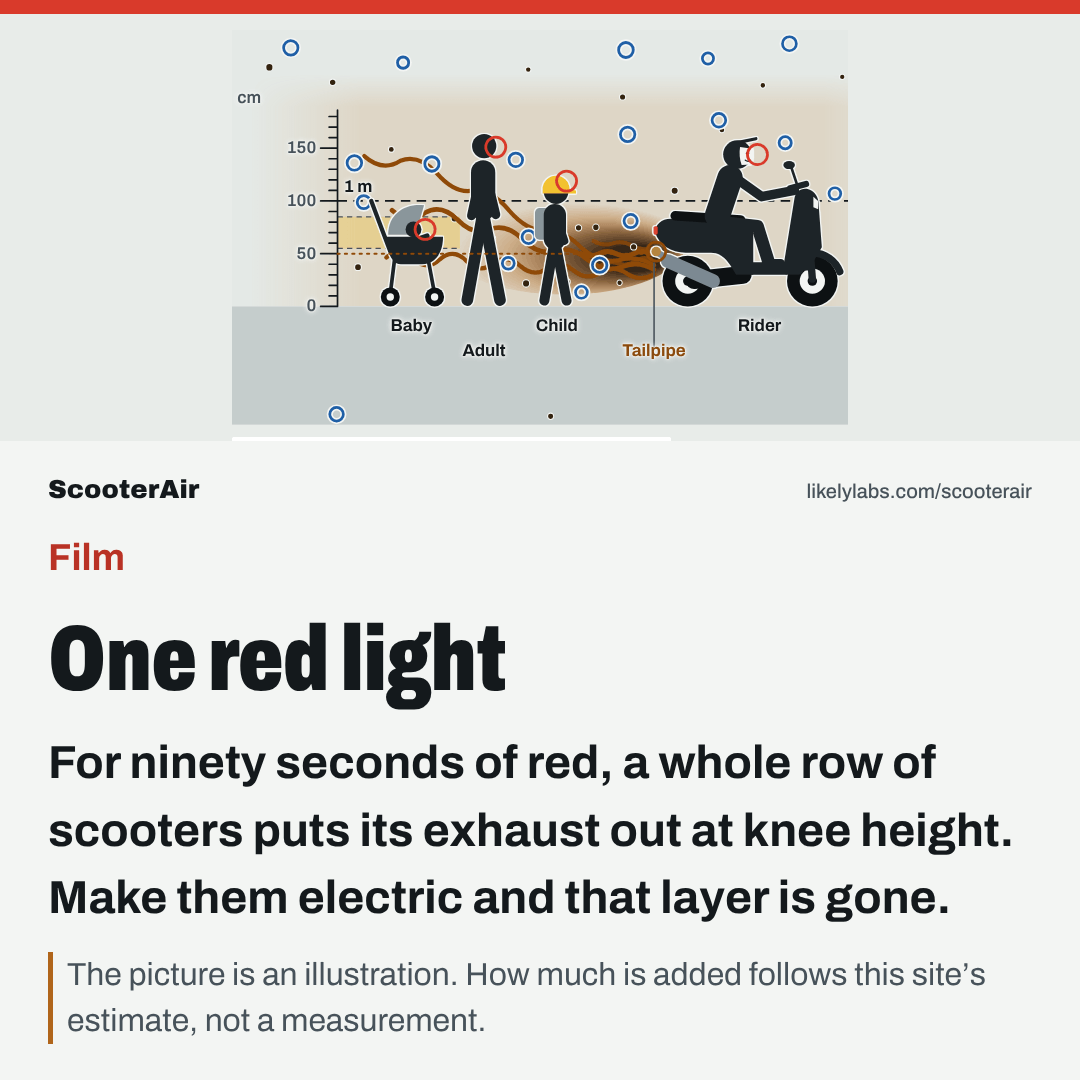 cm
150
1 m
100
50
0
Baby
Child
Rider
Adult
Tailpipe
ScooterAir
likelylabs.com/scooterair
Film
One red light
For ninety seconds of red, a whole row of
scooters puts its exhaust out at knee height.
Make them electric and that layer is gone.
The picture is an illustration. How much is added follows this site’s
estimate, not a measurement.